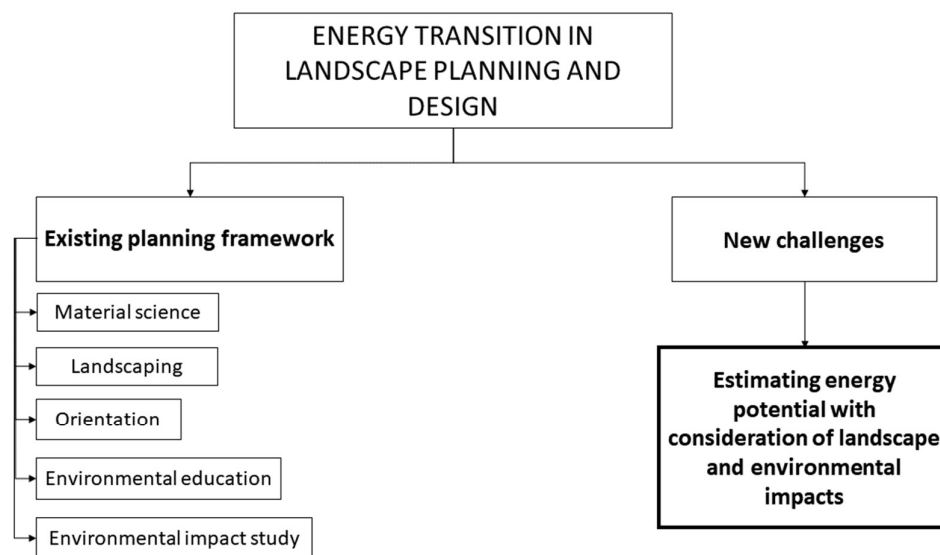 ENERGY TRANSITION IN
LANDSCAPE PLANNING AND
DESIGN
Existing planning framework
New challenges
Material science
Landscaping
Orientation
Environmental education
Environmental impact study
Estimating energy
potential with
consideration of landscape
and environmental
impacts